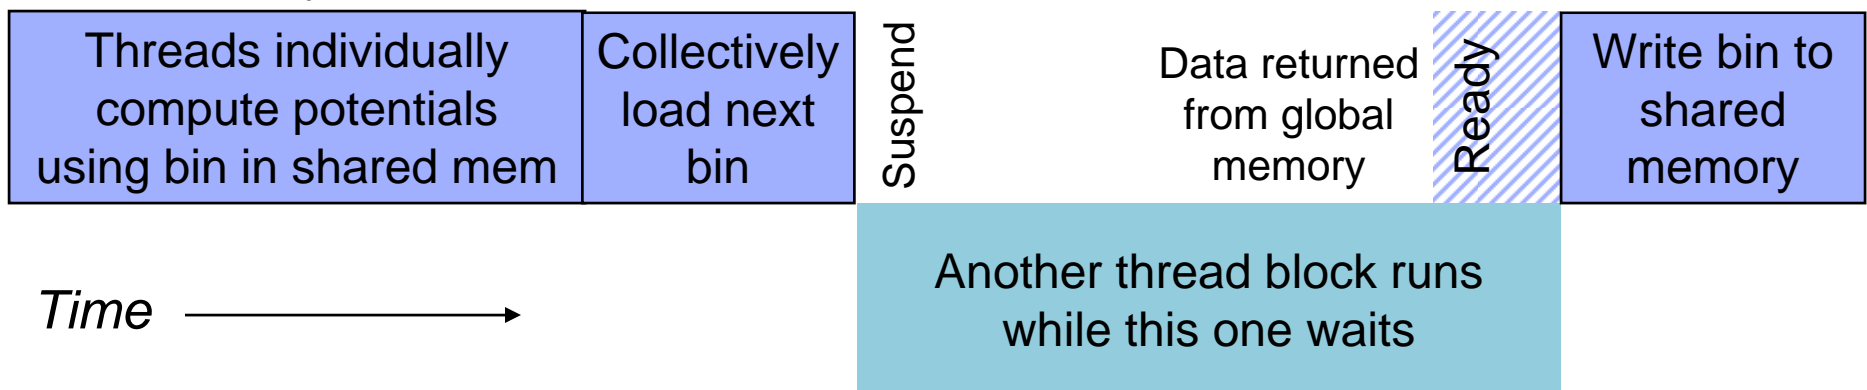 Threads individually
compute potentials
using bin in shared mem
Collectively
load next
bin
Suspend
Data returned
from global
memory
Ready
Write bin to
shared
memory
Another thread block runs
while this one waits
Time